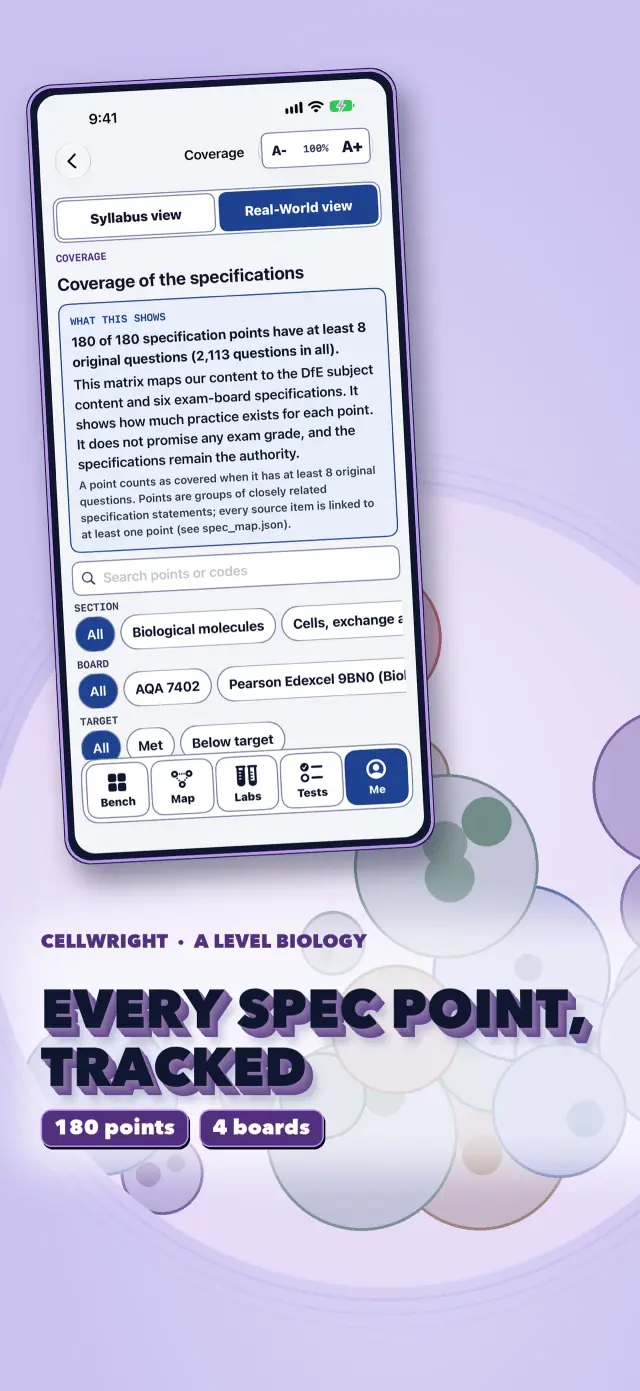 9:41
Coverage
A-
100%
A+
Syllabus view
Real-World view
COVERAGE
Coverage of the specifications
WHAT THIS SHOWS
180 of 180 specification points have at least 8
original questions (2,113 questions in all).
This matrix maps our content to the DfE subject
content and six exam-board specifications. It
shows how much practice exists for each point.
It does not promise any exam grade, and the
specifications remain the authority.
A point counts as covered when it has at least 8 original
questions. Points are groups of closely related
specification statements; every source item is linked to
at least one point (see spec_map.json).
Search points or codes
SECTION
All
Biological molecules
Cells, exchange a
BOARD
All
AQA 7402
Pearson Edexcel 9BN0 (Biol
TARGET
All
Met
Below target
Bench
Map
Labs
Tests
Me
CELLWRIGHT • A LEVEL BIOLOGY
EVERY SPEC POINT,
TRACKED
180 points
4 boards